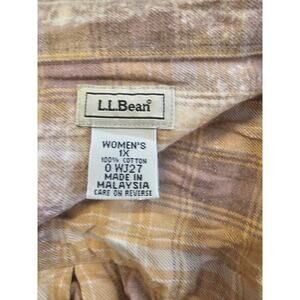 L.L.Bean®
WOMEN'S
1X
100% COTTON
0 WJ27
MADE IN
MALAYSIA
CARE ON REVERSE